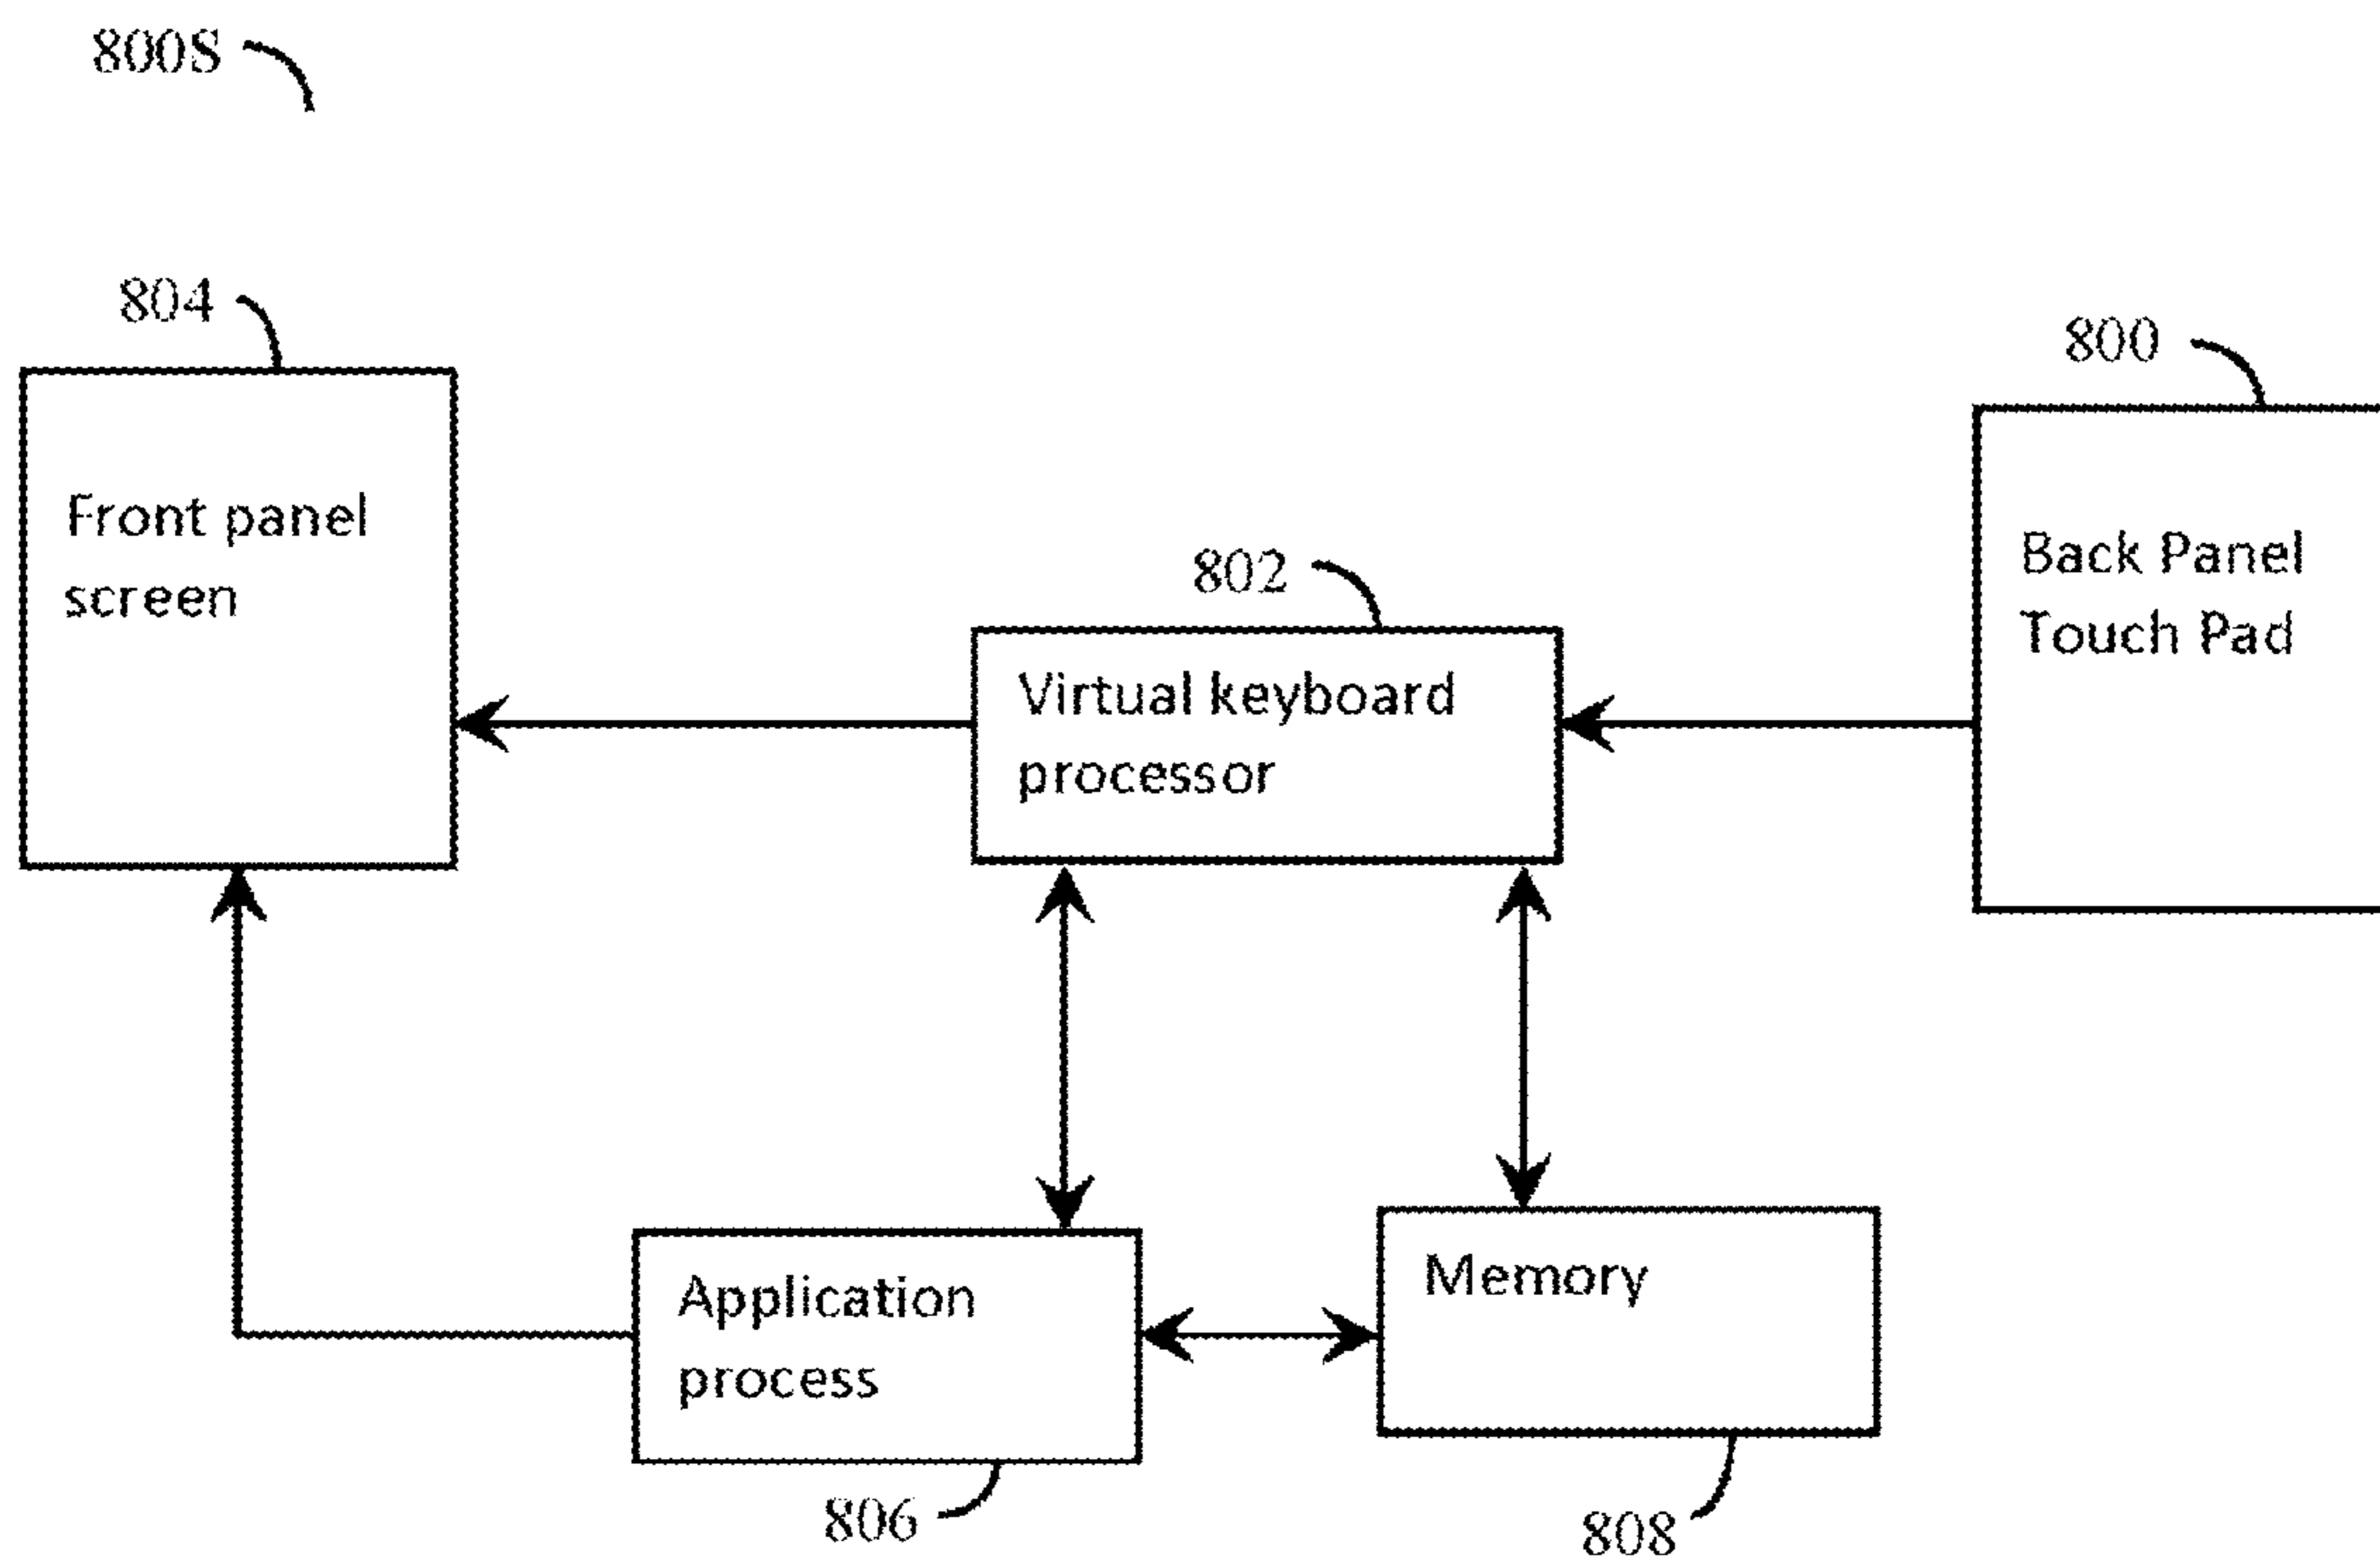 800S
804
Front panel
screen
800
Back Panel
Touch Pad
802
Virtual keyboard
processor
Application
process
806
Memory
808